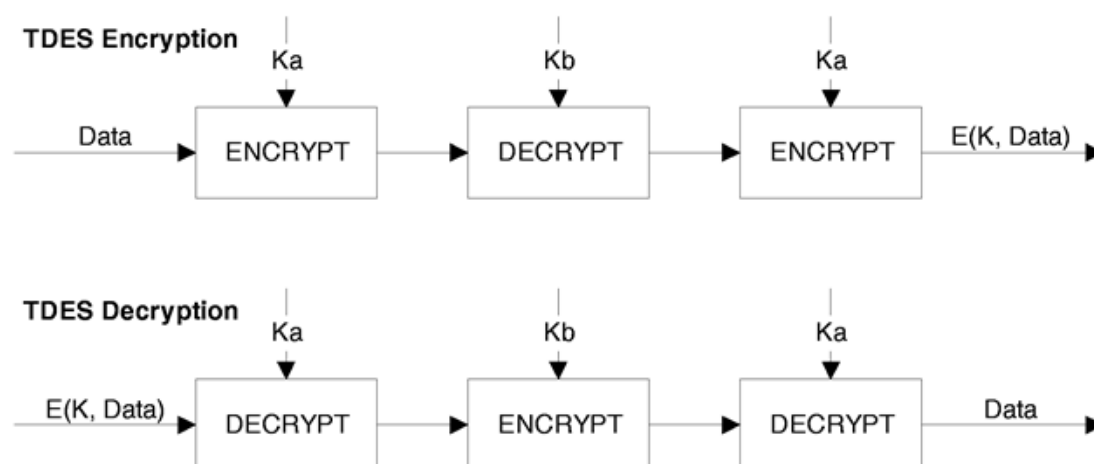 TDES Encryption
Ka
Kb
Ka
Data
ENCRYPT
DECRYPT
ENCRYPT
E(K, Data)
TDES Decryption
Ka
Kb
Ka
E(K, Data)
DECRYPT
ENCRYPT
DECRYPT
Data